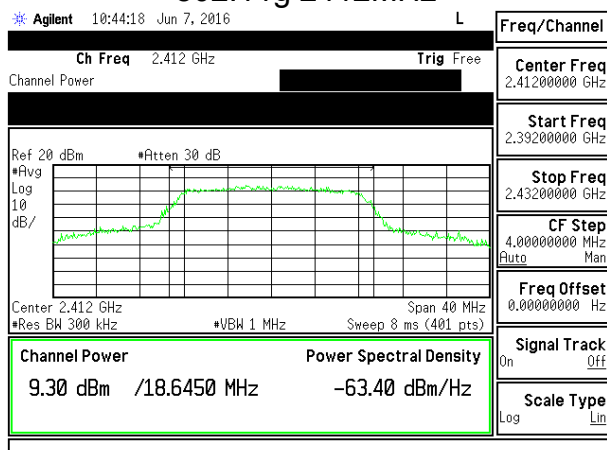 Agilent 10:44:18 Jun 7, 2016 L
Freq/Channel
Ch Freq 2.412 GHz Trig Free
Channel Power
Center Freq
2.41200000 GHz
Start Freq
2.39200000 GHz
Stop Freq
2.43200000 GHz
CF Step
4.00000000 MHz
Auto Man
Freq Offset
0.00000000 Hz
Signal Track
On Off
Scale Type
Log Lin
Ref 20 dBm #Atten 30 dB
#Avg
Log
10
dB/
Center 2.412 GHz Span 40 MHz
#Res BW 300 kHz #VBW 1 MHz Sweep 8 ms (401 pts)
Channel Power Power Spectral Density
9.30 dBm /18.6450 MHz -63.40 dBm/Hz